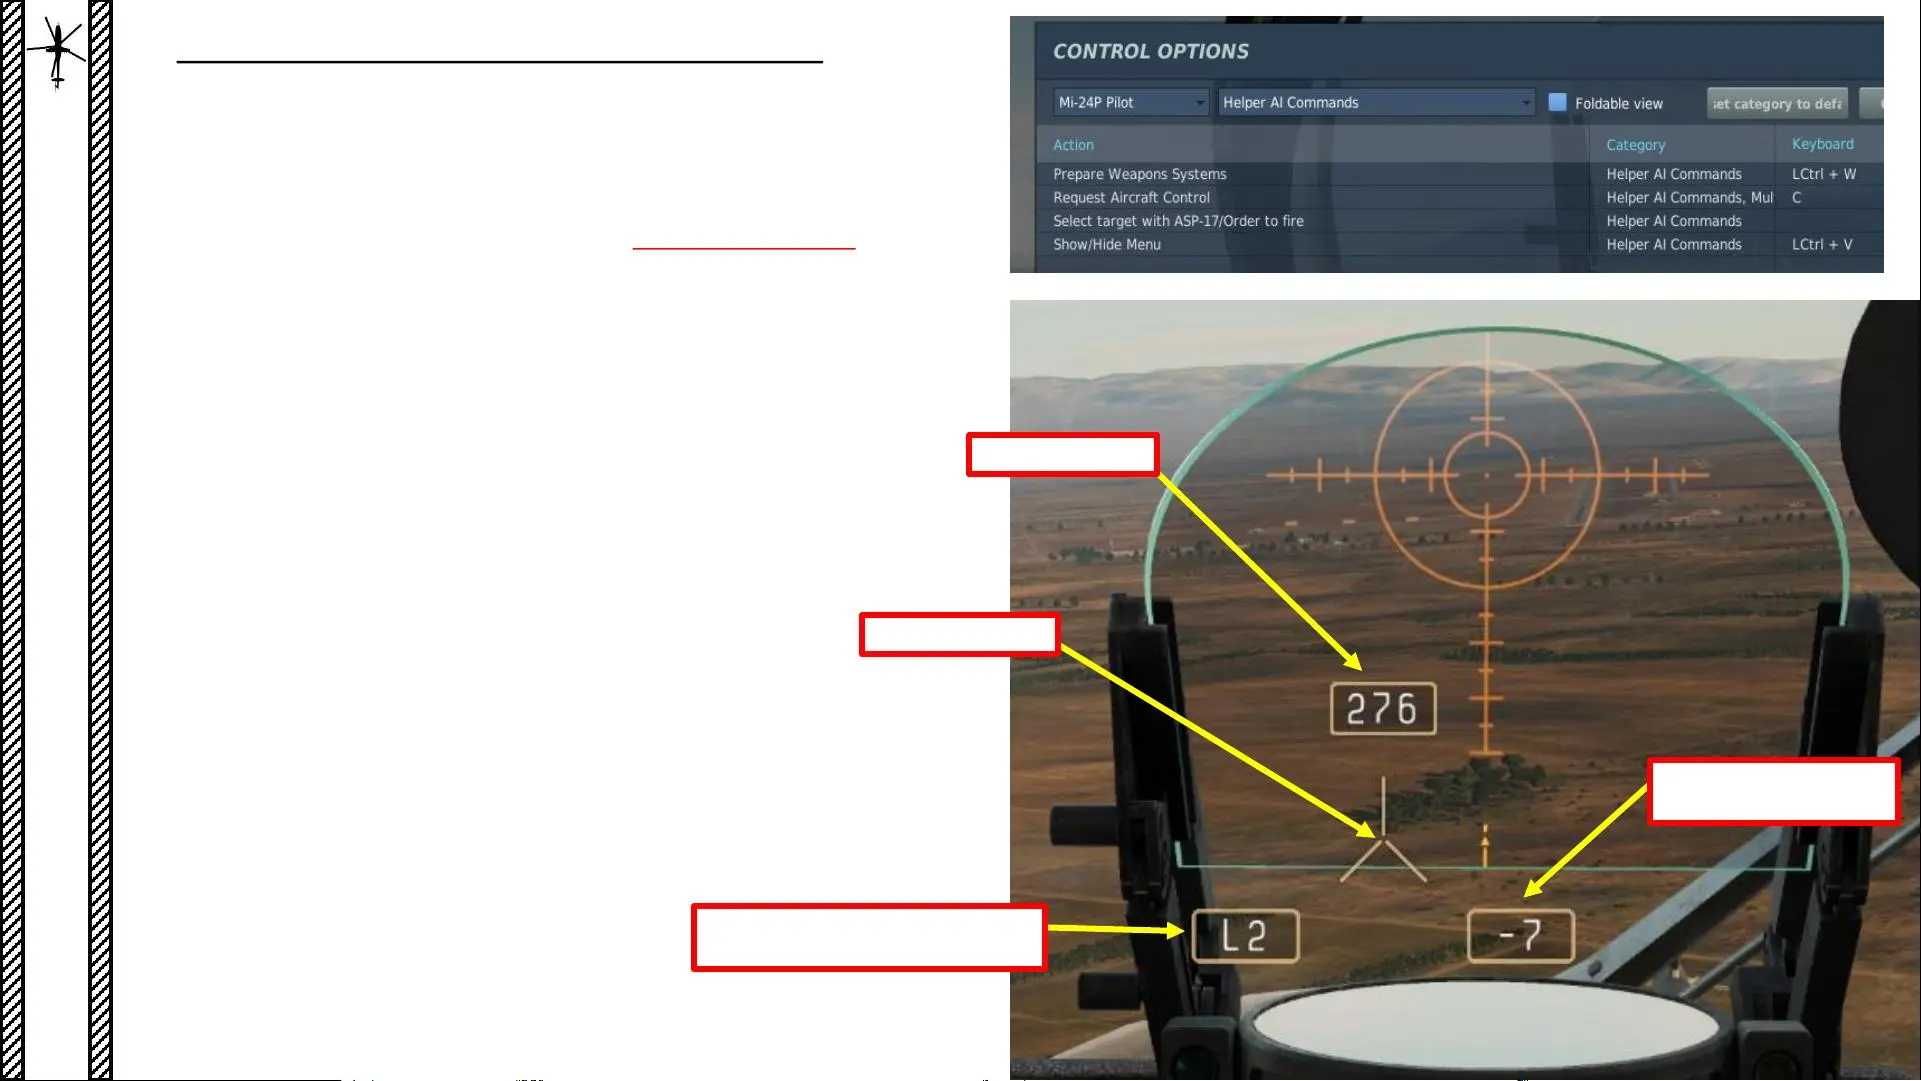 CONTROL OPTIONS
Mi-24P Pilot Helper AI Commands Foldable view set category to defa
Action Category Keyboard
Prepare Weapons Systems Helper AI Commands LCtrl + W
Request Aircraft Control Helper AI Commands, Mul C
Select target with ASP-17/Order to fire Helper AI Commands
Show/Hide Menu Helper AI Commands LCtrl + V
276
L2
-7